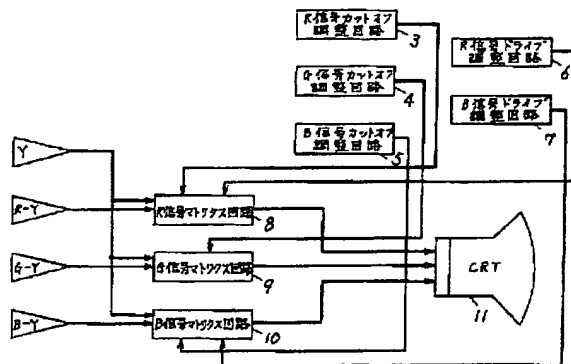 R信号カットオフ
調整回路
3
G信号カットオフ
調整回路
4
B信号カットオフ
調整回路
5
R信号ドライブ
調整回路
6
B信号ドライブ
調整回路
7
Y
R-Y
G-Y
B-Y
R信号マトリクス回路
8
G信号マトリクス回路
9
B信号マトリクス回路
10
CRT
11